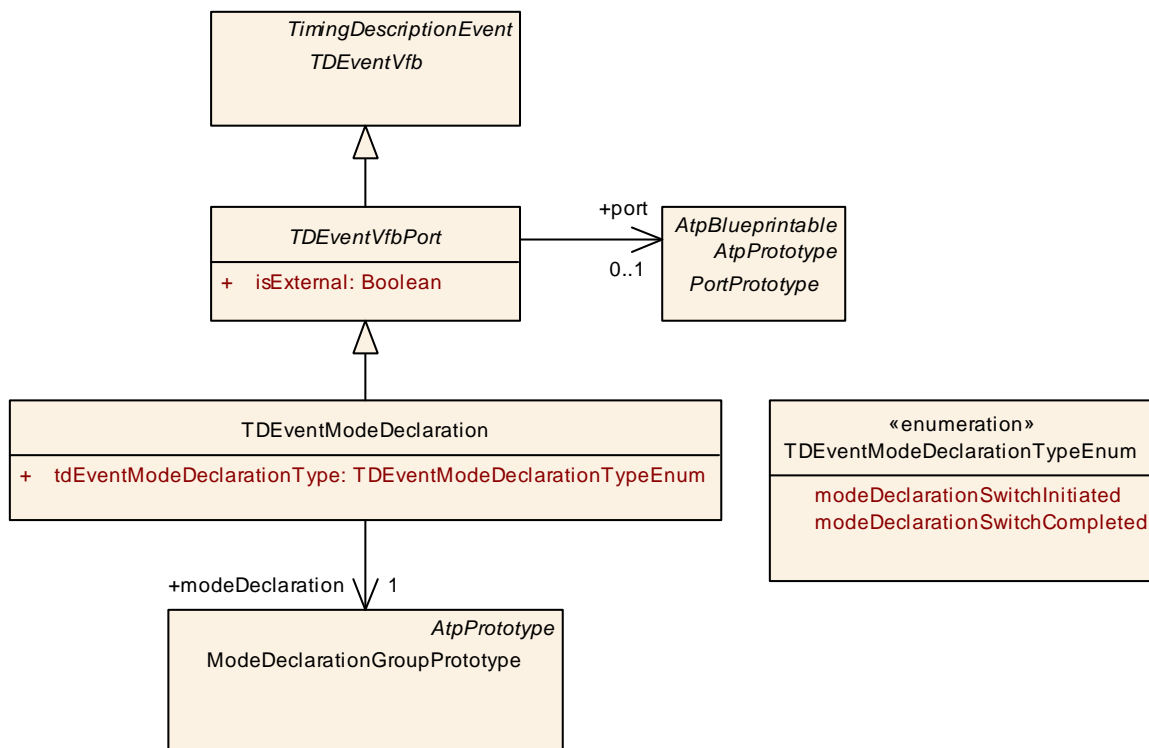 TimingDescriptionEvent
TDEventVfb
TDEventVfbPort
+ isExternal: Boolean
+port
0..1
AtpBlueprintable
AtpPrototype
PortPrototype
TDEventModeDeclaration
+ tdEventModeDeclarationType: TDEventModeDeclarationTypeEnum
«enumeration»
TDEventModeDeclarationTypeEnum
modeDeclarationSwitchInitiated
modeDeclarationSwitchCompleted
+modeDeclaration 1
AtpPrototype
ModeDeclarationGroupPrototype